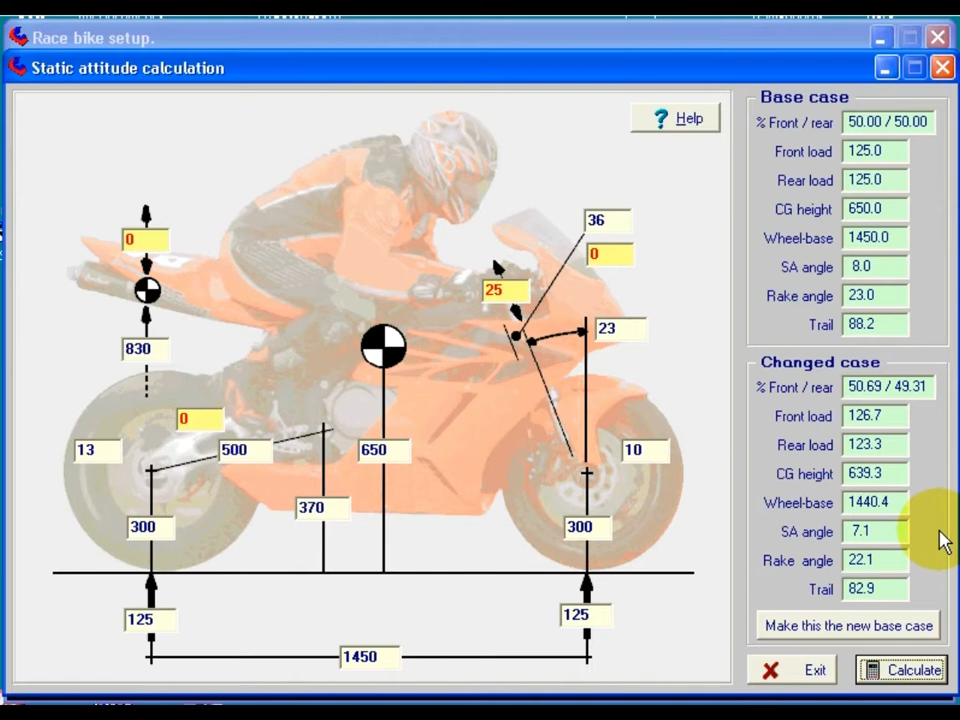 Race bike setup.
Static attitude calculation
Help
0
830
0
13
500
300
370
650
36
0
25
23
10
300
125
125
1450
Base case
% Front / rear 50.00 / 50.00
Front load 125.0
Rear load 125.0
CG height 650.0
Wheel-base 1450.0
SA angle 8.0
Rake angle 23.0
Trail 88.2
Changed case
% Front / rear 50.69 / 49.31
Front load 126.7
Rear load 123.3
CG height 639.3
Wheel-base 1440.4
SA angle 7.1
Rake angle 22.1
Trail 82.9
Make this the new base case
Exit
Calculate